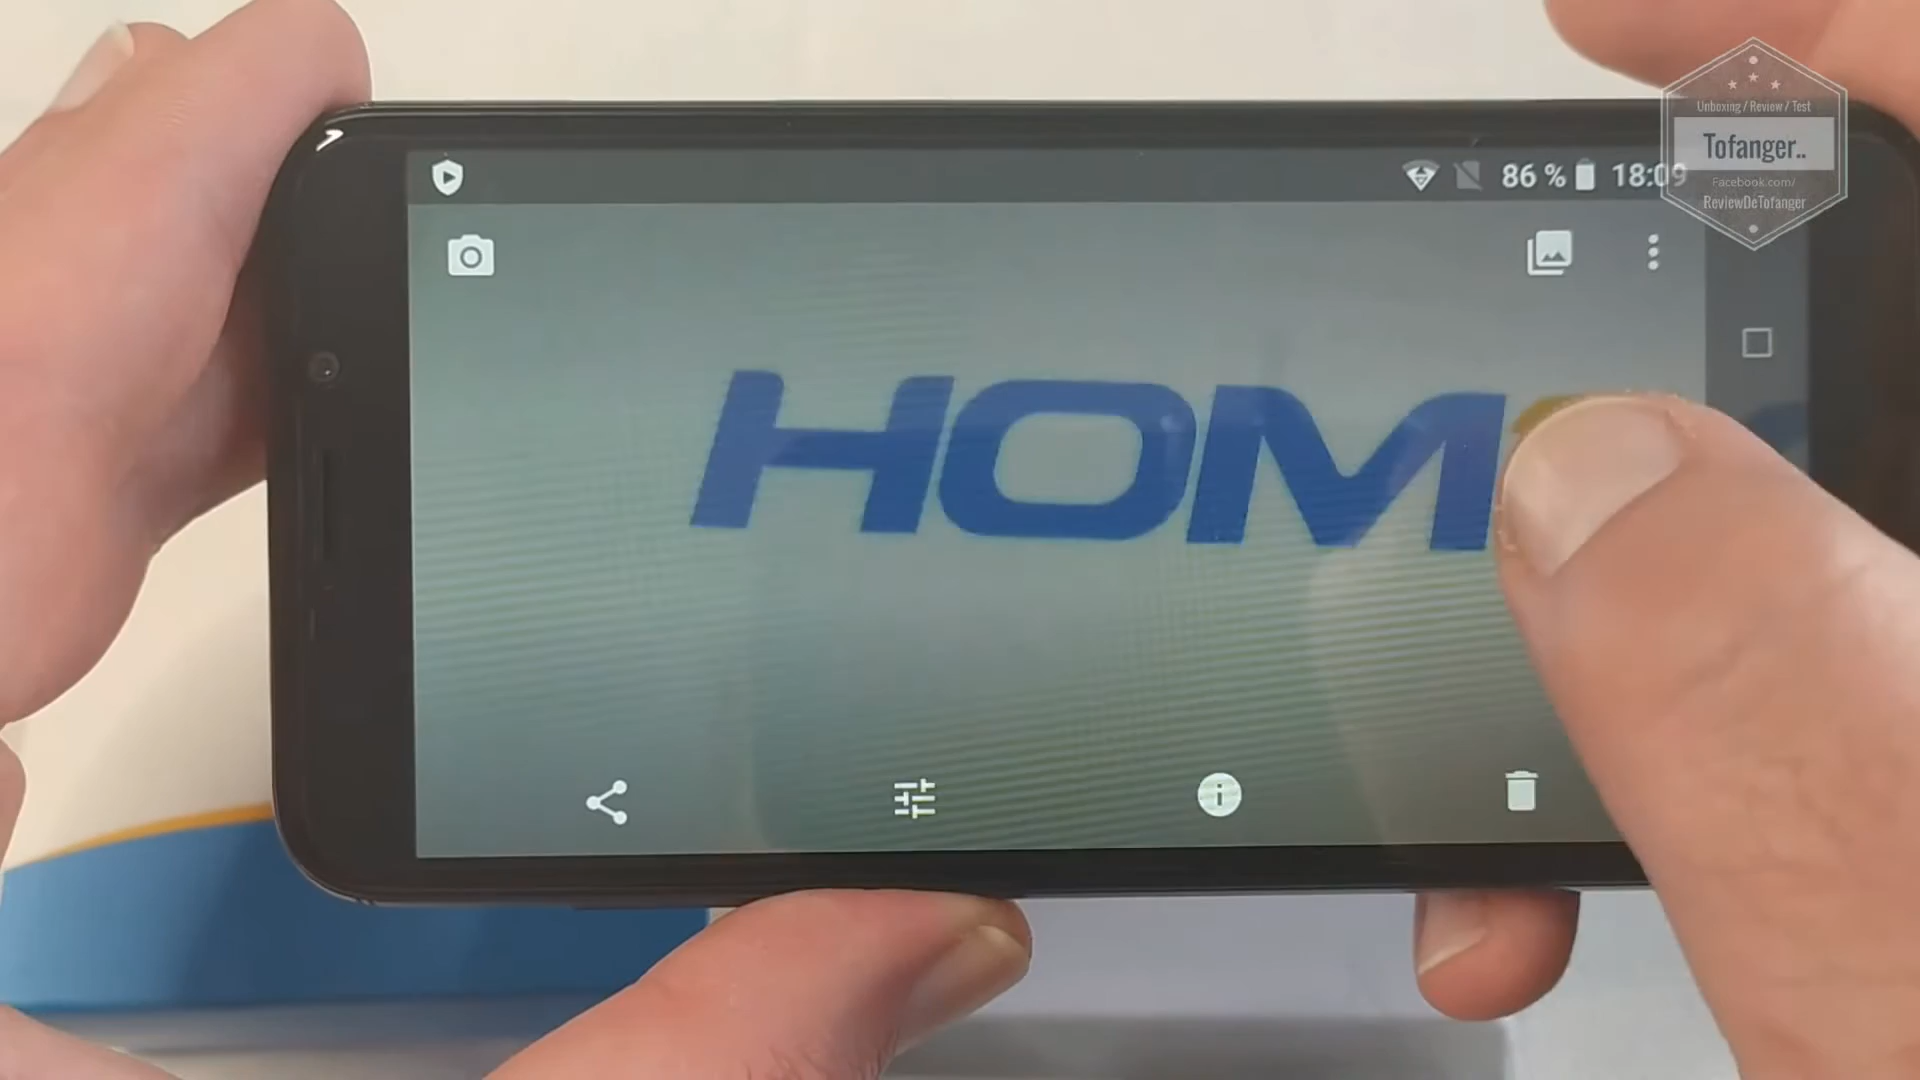 86 % 18:09
HOM
Unboxing / Review / Test
Tofanger..
Facebook.com/
ReviewDeTofanger